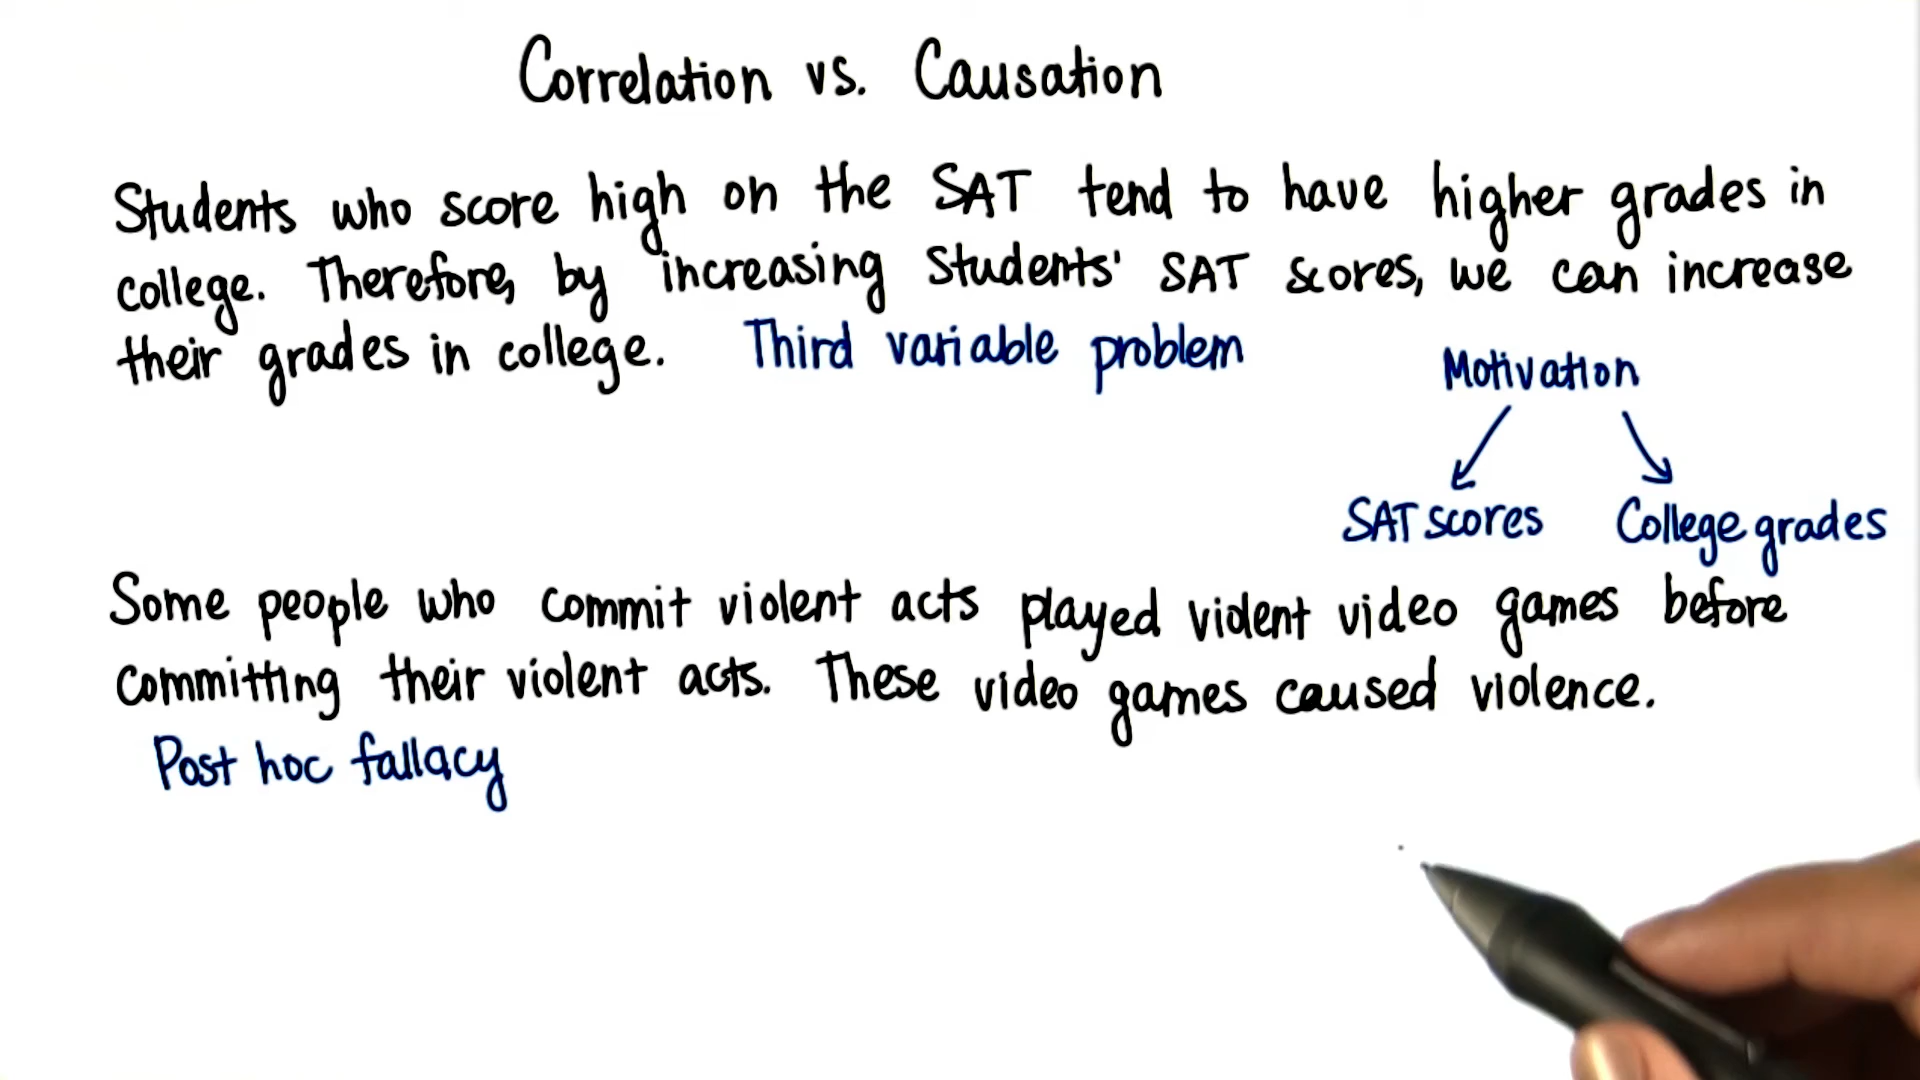 Correlation vs. Causation
Students who score high on the SAT tend to have higher grades in
college. Therefore, by increasing students' SAT scores, we can increase
their grades in college. Third variable problem
Motivation
SAT scores College grades
Some people who commit violent acts played violent video games before
committing their violent acts. These video games caused violence.
Post hoc fallacy